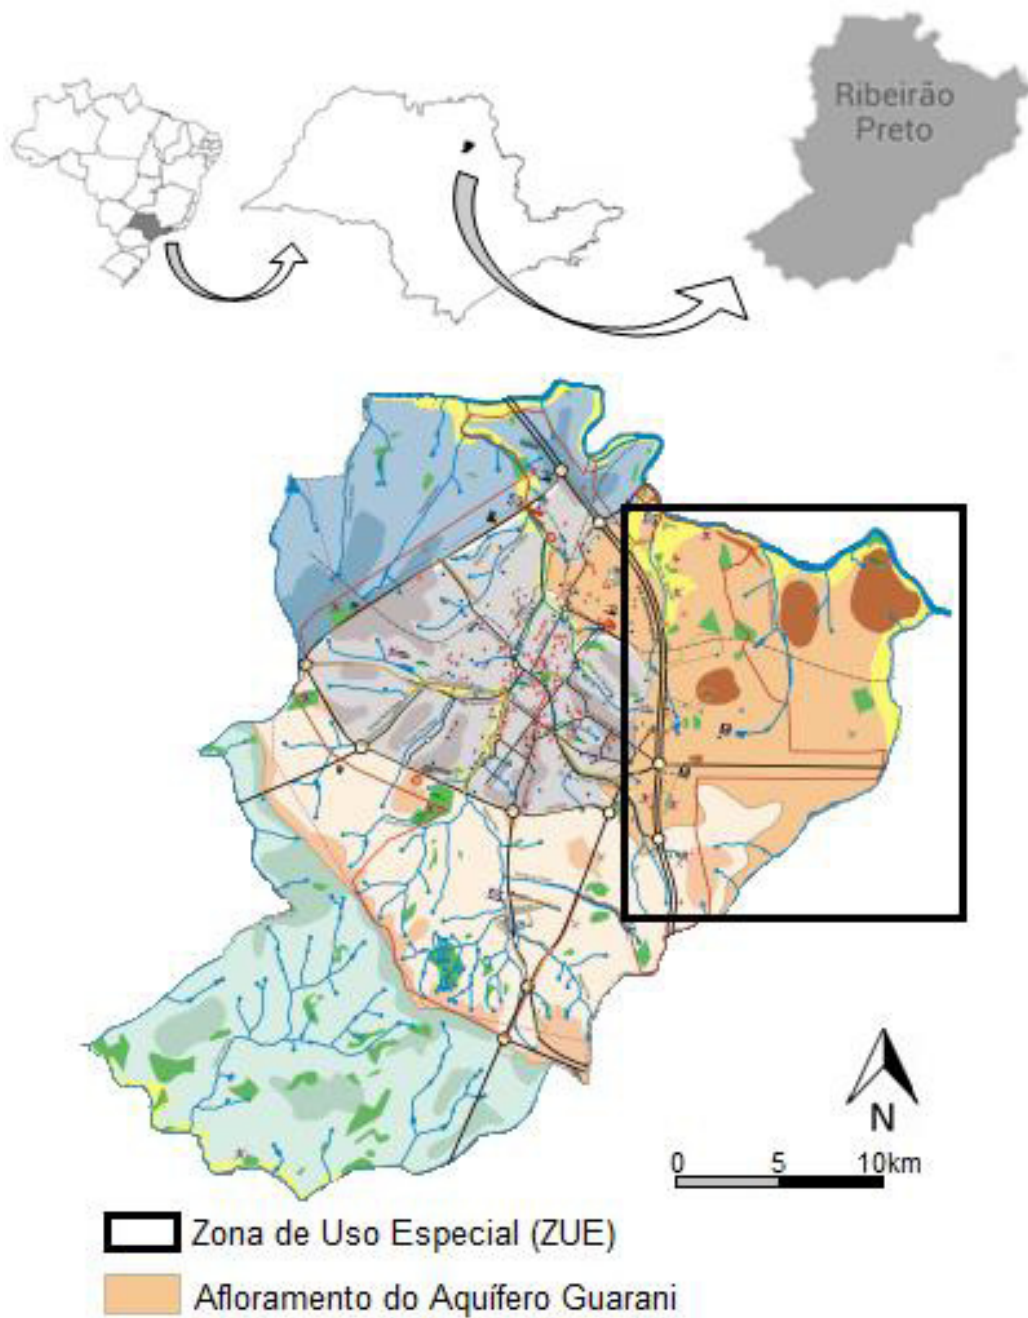 Ribeirão
Preto
N
0 5 10km
Zona de Uso Especial (ZUE)
Afloramento do Aquífero Guarani